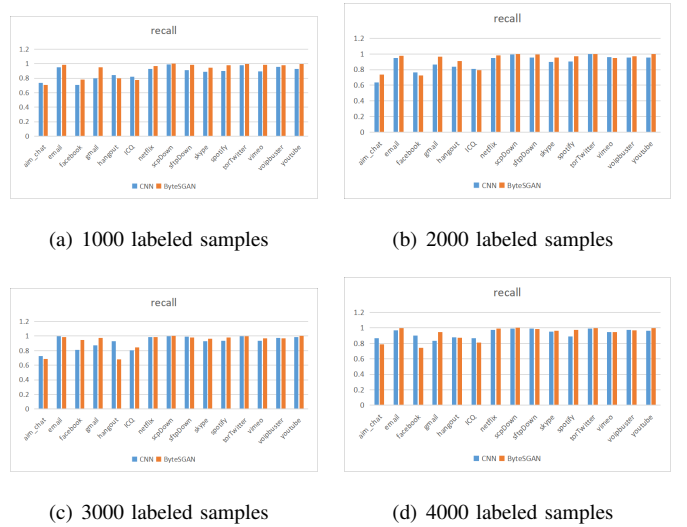 recall
1.2
1
0.8
0.6
0.4
0.2
0
aim_chat email facebook gmail hangout ICQ netflix scpDown sftpDown skype spotify torTwitter vimeo voipbuster youtube
CNN ByteSGAN
(a) 1000 labeled samples
recall
1.2
1
0.8
0.6
0.4
0.2
0
aim_chat email facebook gmail hangout ICQ netflix scpDown sftpDown skype spotify torTwitter vimeo voipbuster youtube
CNN ByteSGAN
(b) 2000 labeled samples
recall
1.2
1
0.8
0.6
0.4
0.2
0
aim_chat email facebook gmail hangout ICQ netflix scpDown sftpDown skype spotify torTwitter vimeo voipbuster youtube
CNN ByteSGAN
(c) 3000 labeled samples
recall
1.2
1
0.8
0.6
0.4
0.2
0
aim_chat email facebook gmail hangout ICQ netflix scpDown sftpDown skype spotify torTwitter vimeo voipbuster youtube
CNN ByteSGAN
(d) 4000 labeled samples